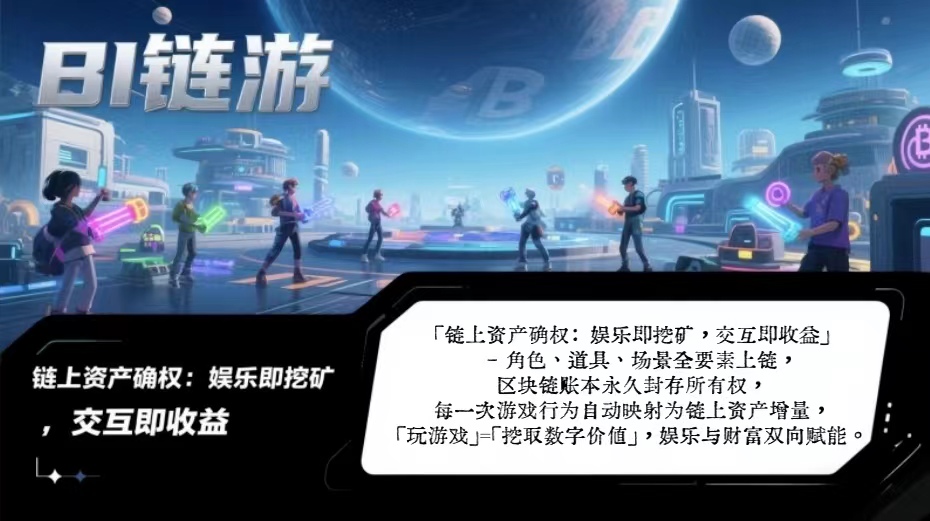 BI链游
链上资产确权：娱乐即挖矿
，交互即收益
「链上资产确权：娱乐即挖矿，交互即收益」
- 角色、道具、场景全要素上链，
区块链账本永久封存所有权，
每一次游戏行为自动映射为链上资产增量，
「玩游戏」=「挖取数字价值」，娱乐与财富双向赋能。